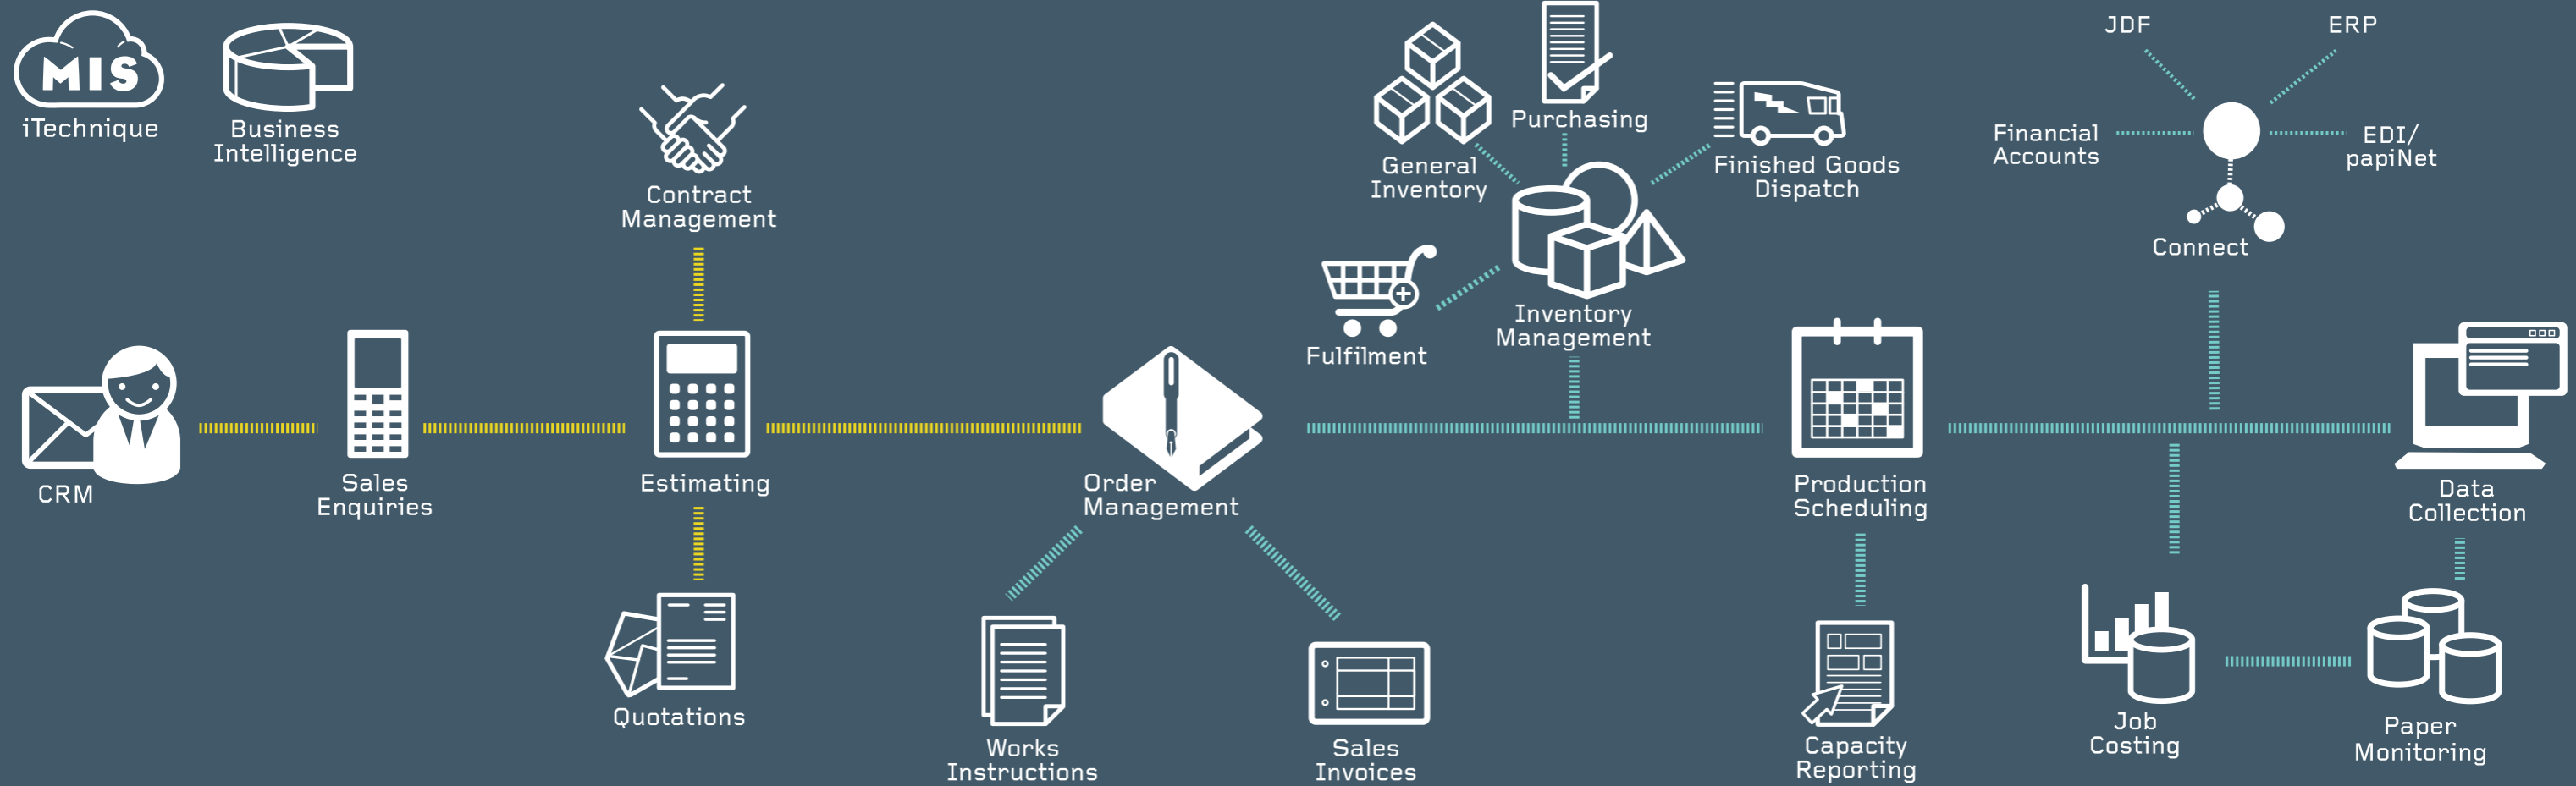 MIS
iTechnique
Business
Intelligence
Contract
Management
General
Inventory
Purchasing
Finished Goods
Dispatch
Fulfilment
Inventory
Management
JDF
ERP
Financial
Accounts
EDI/
papiNet
Connect
CRM
Sales
Enquiries
Estimating
Order
Management
Production
Scheduling
Data
Collection
Quotations
Works
Instructions
Sales
Invoices
Capacity
Reporting
Job
Costing
Paper
Monitoring